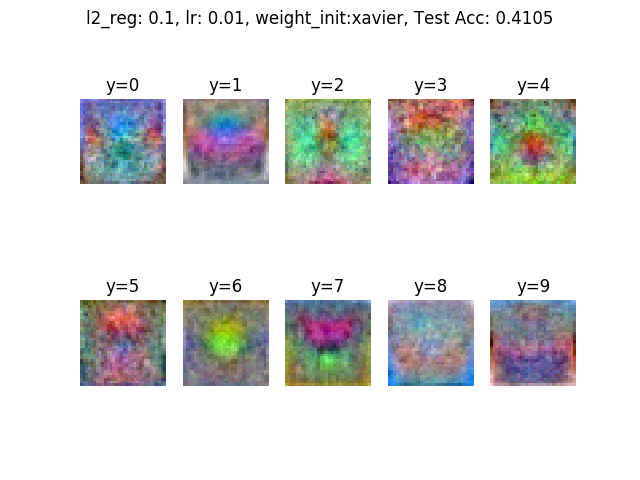 l2_reg: 0.1, lr: 0.01, weight_init:xavier, Test Acc: 0.4105
y=0 y=1 y=2 y=3 y=4
y=5 y=6 y=7 y=8 y=9